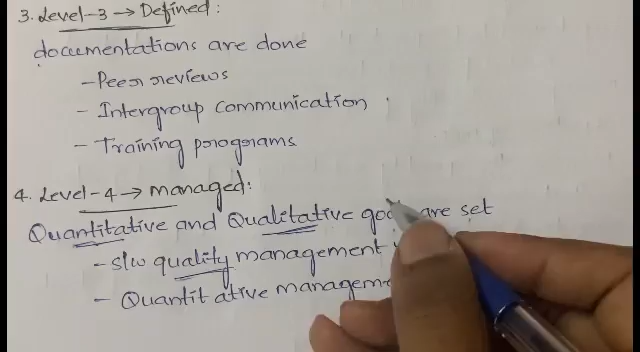 3. Level-3 → Defined:
documentations are done
- Peer reviews
- Intergroup communication
- Training programs
4. Level-4 → managed:
Quantitative and Qualitative are set
- s/w quality management
- Quantitative